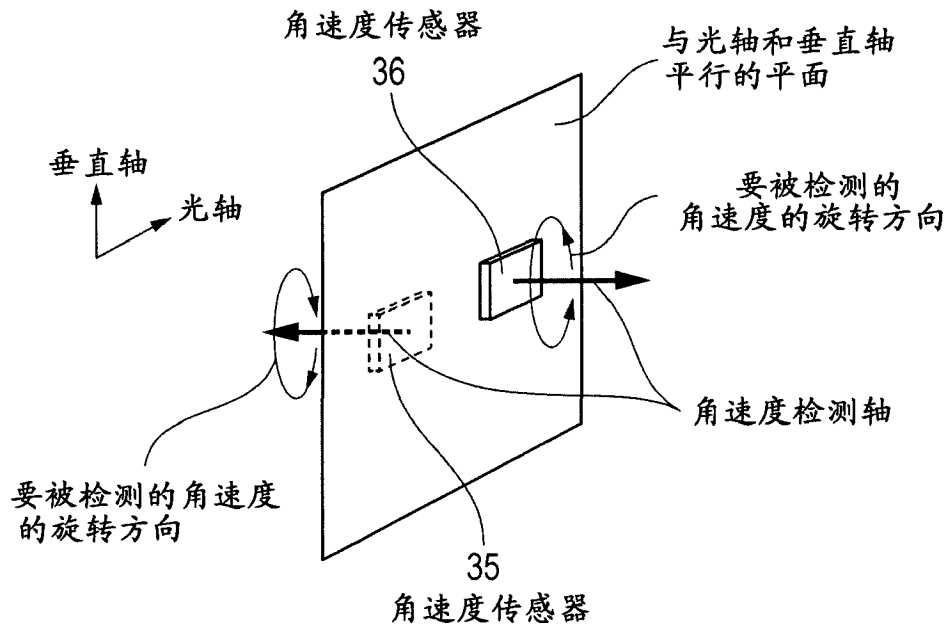 角速度传感器
36
与光轴和垂直轴
平行的平面
垂直轴
光轴
要被检测的
角速度的旋转方向
角速度检测轴
要被检测的角速度
的旋转方向
35
角速度传感器